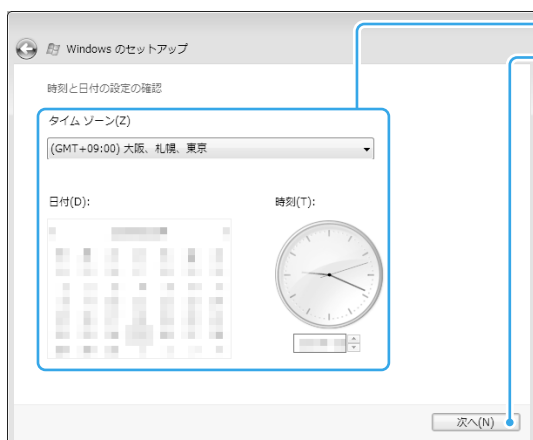 Windows のセットアップ
時刻と日付の設定の確認
タイム ゾーン(Z)
(GMT+09:00) 大阪、札幌、東京
日付(D):
時刻(T):
次へ(N)